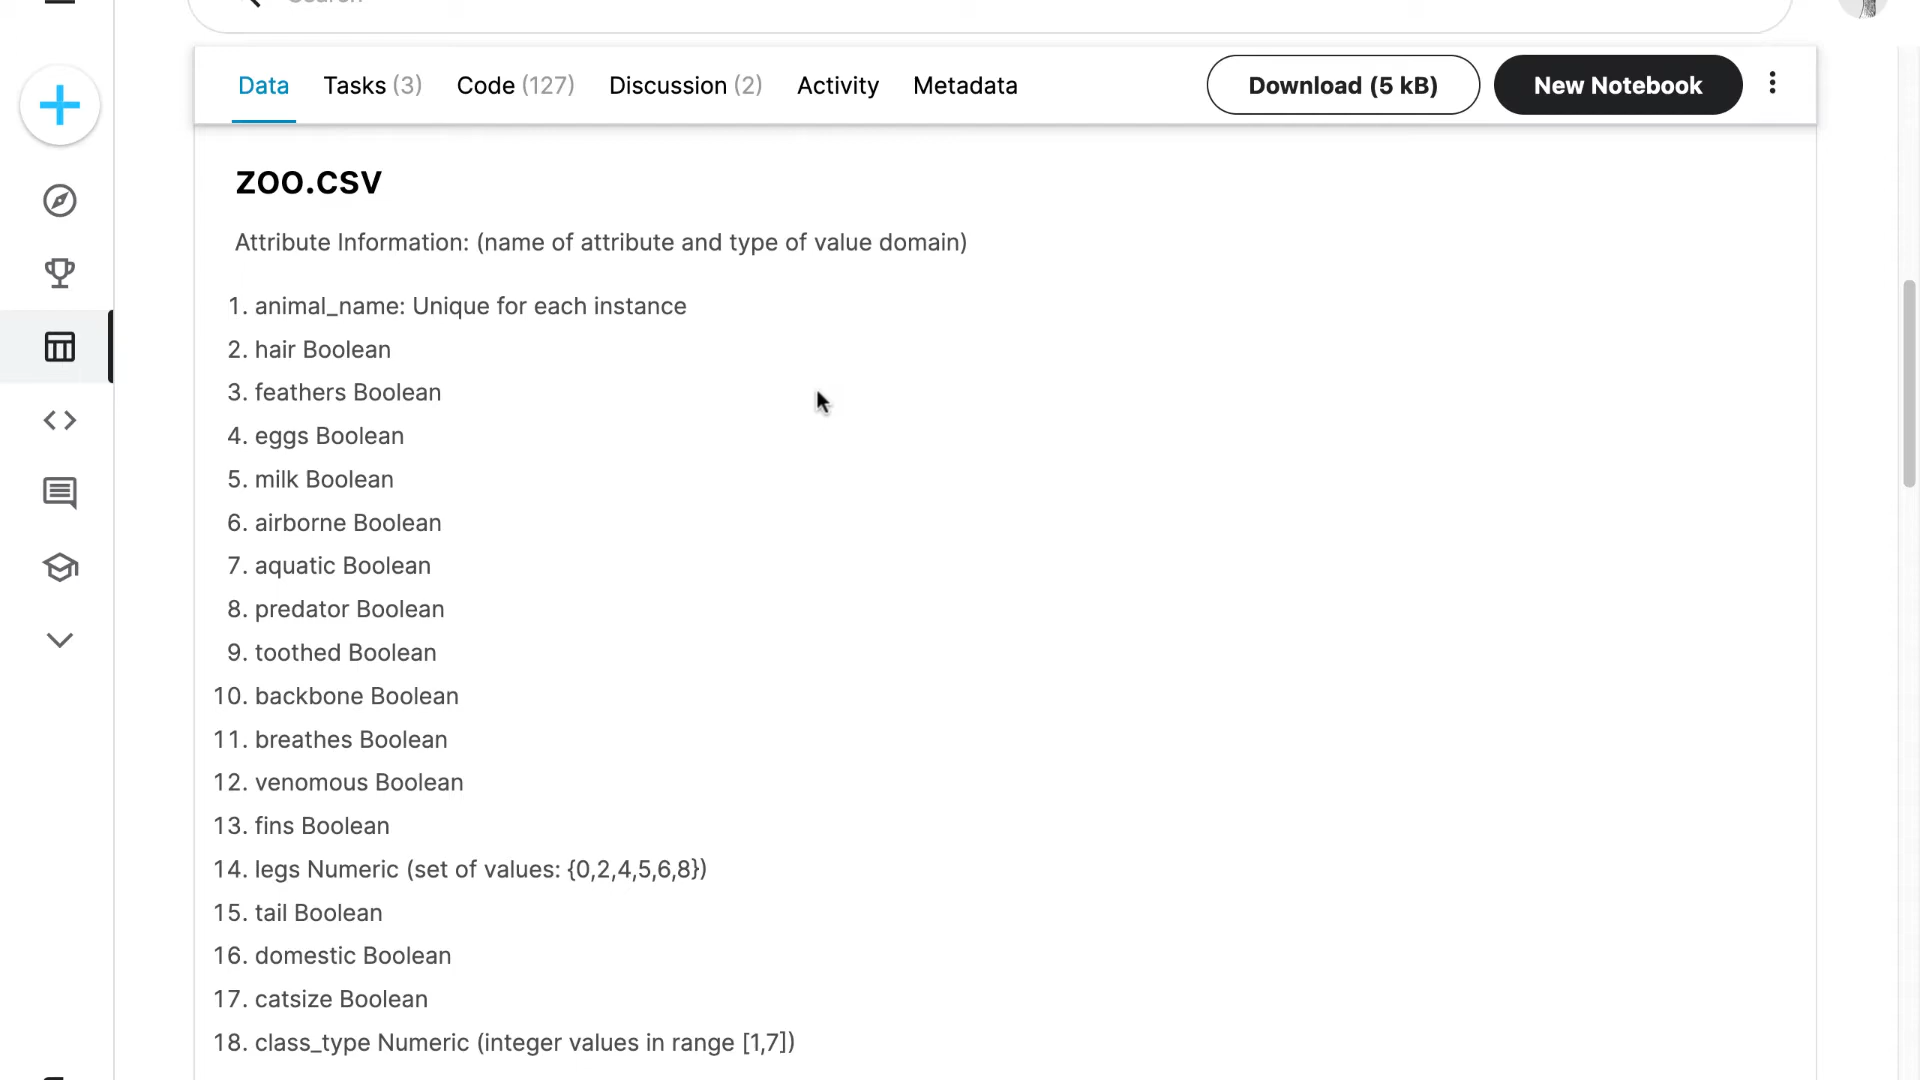 Search
Data Tasks (3) Code (127) Discussion (2) Activity Metadata Download (5 kB) New Notebook
ZOO.CSV
Attribute Information: (name of attribute and type of value domain)
1. animal_name: Unique for each instance
2. hair Boolean
3. feathers Boolean
4. eggs Boolean
5. milk Boolean
6. airborne Boolean
7. aquatic Boolean
8. predator Boolean
9. toothed Boolean
10. backbone Boolean
11. breathes Boolean
12. venomous Boolean
13. fins Boolean
14. legs Numeric (set of values: {0,2,4,5,6,8})
15. tail Boolean
16. domestic Boolean
17. catsize Boolean
18. class_type Numeric (integer values in range [1,7])